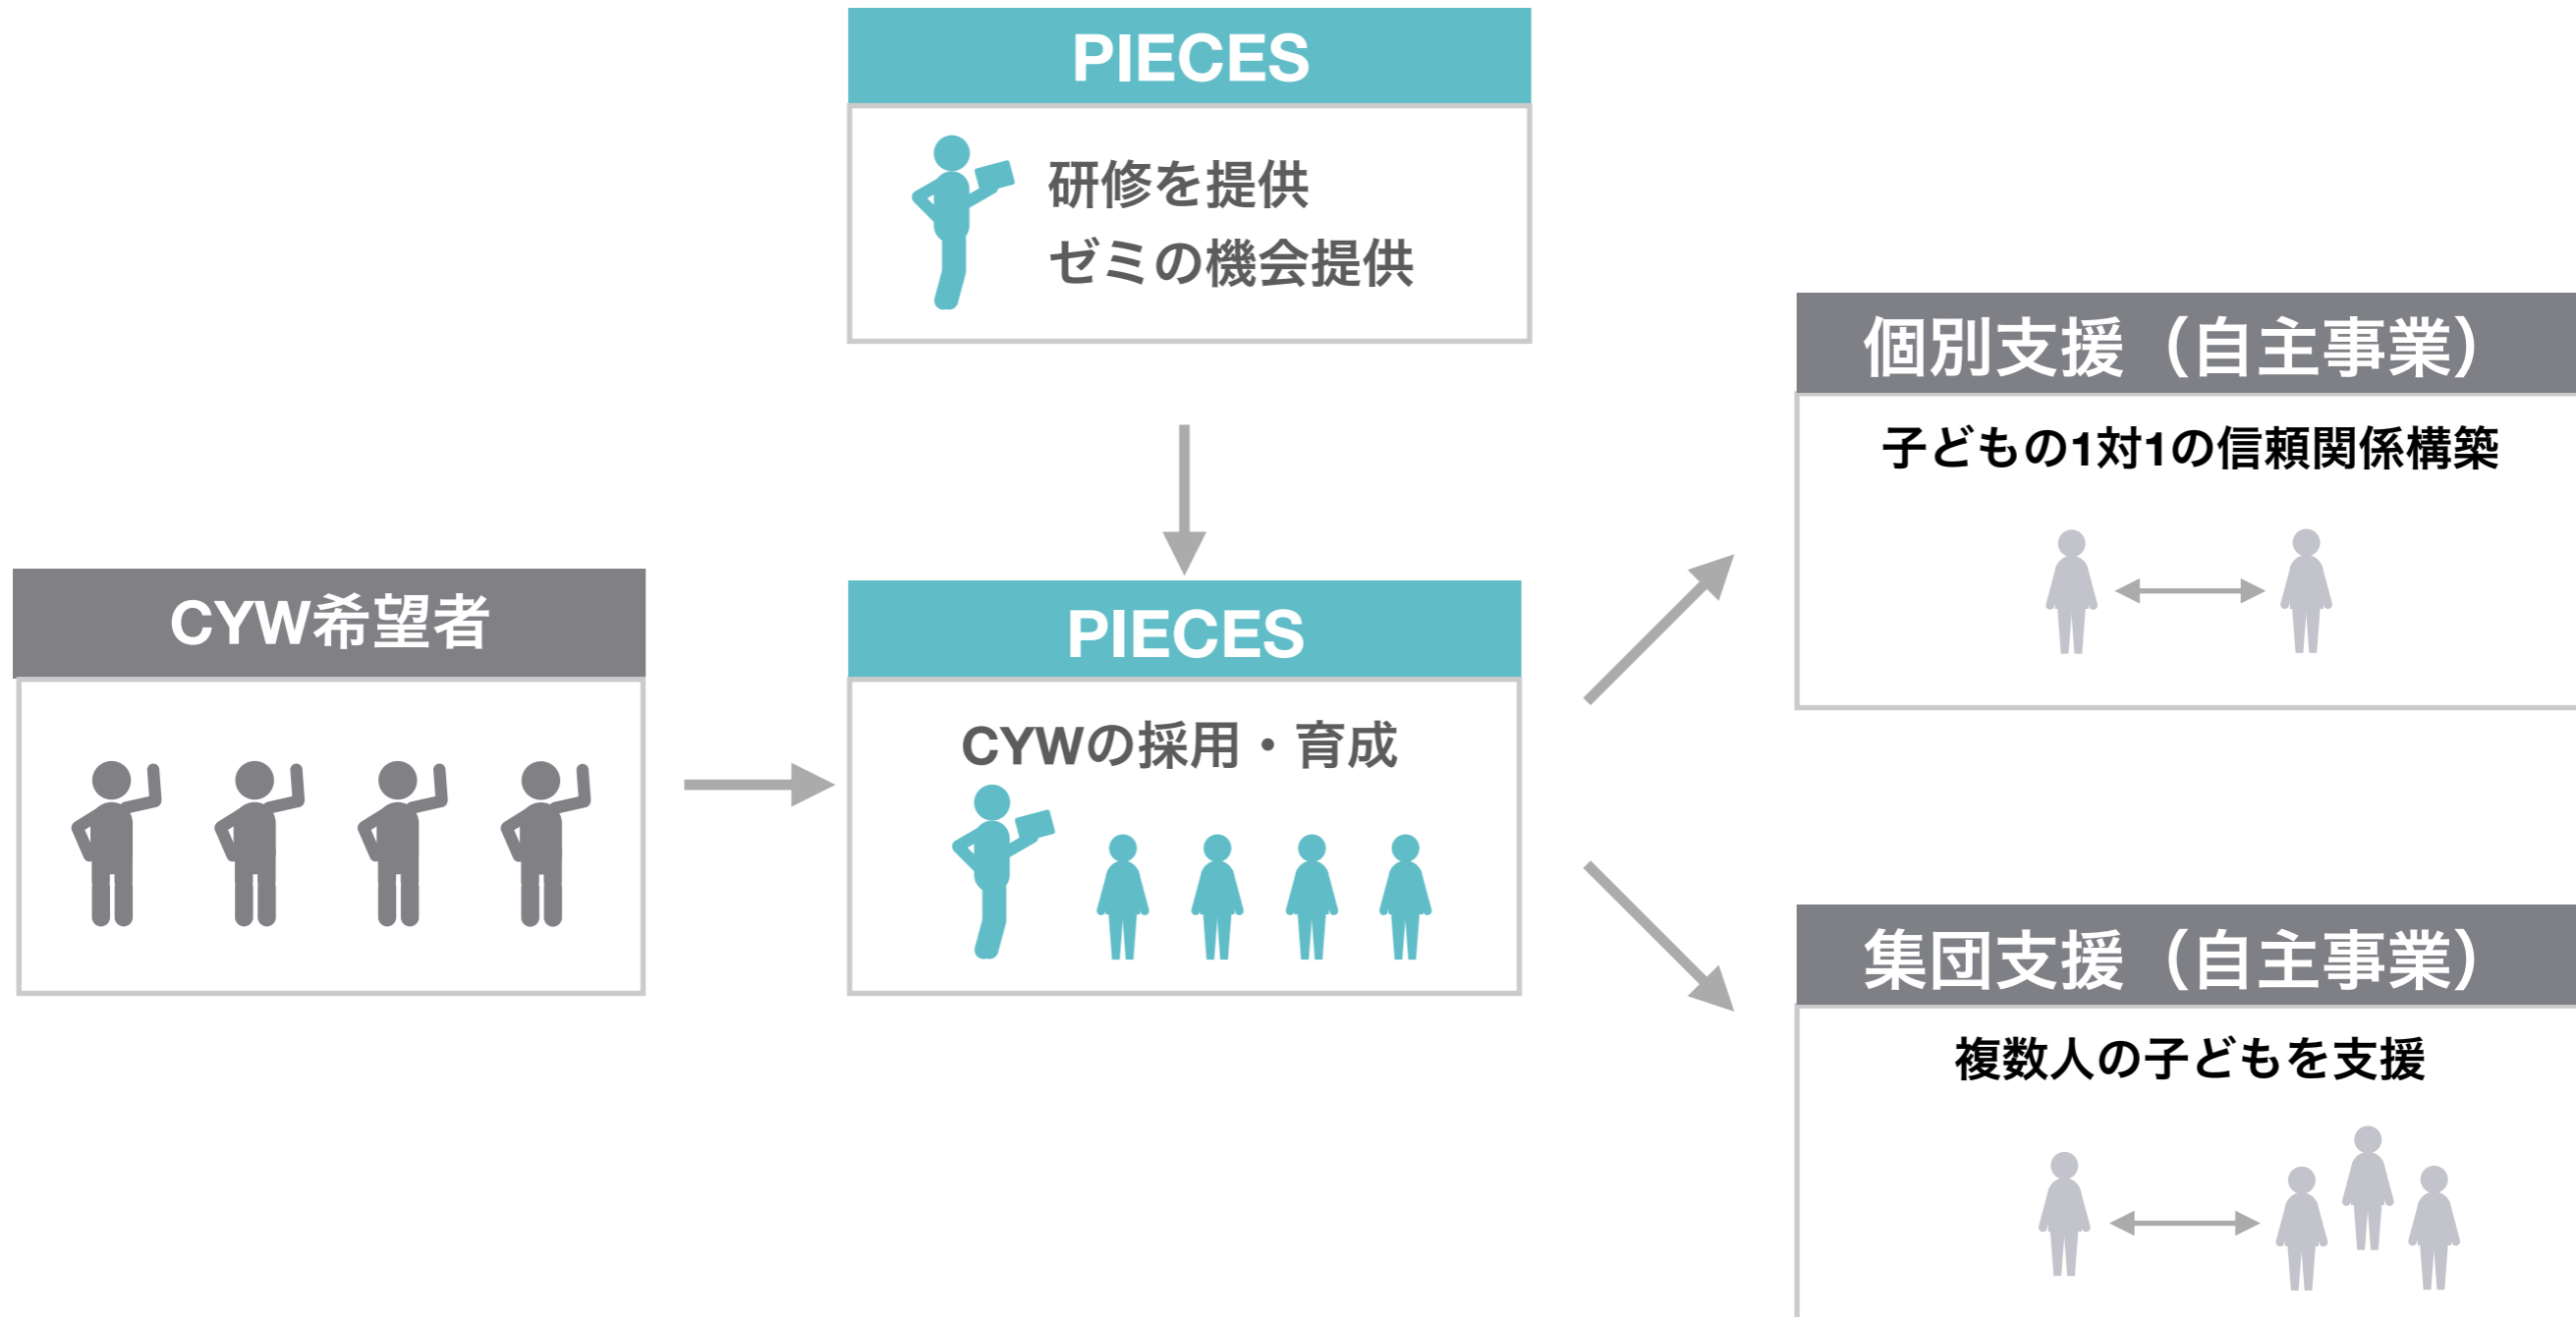 PIECES
研修を提供
ゼミの機会提供
CYW希望者
PIECES
CYWの採用・育成
個別支援（自主事業）
子どもの1対1の信頼関係構築
集団支援（自主事業）
複数人の子どもを支援